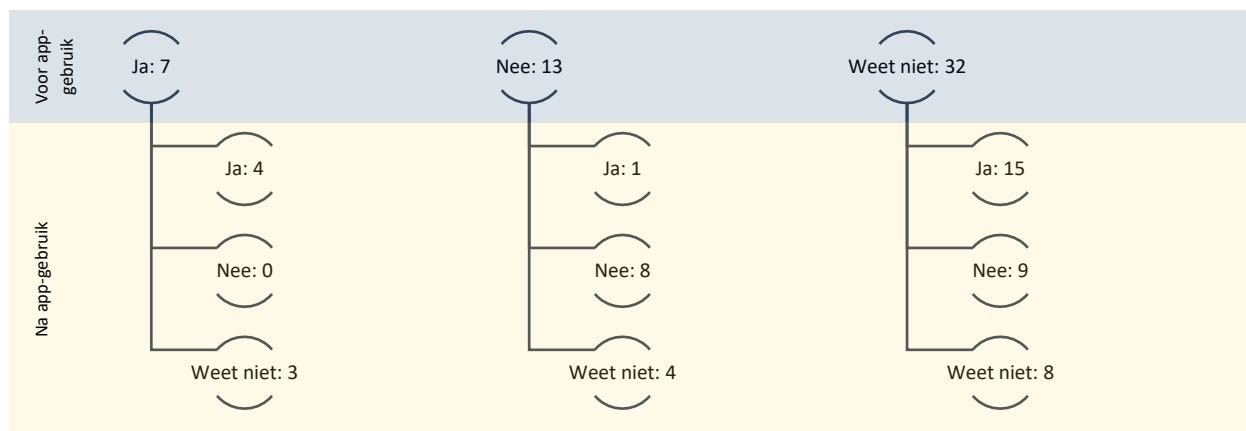 Voor app-
gebruik
Ja: 7
Nee: 13
Weet niet: 32
Na app-gebruik
Ja: 4
Ja: 1
Ja: 15
Nee: 0
Nee: 8
Nee: 9
Weet niet: 3
Weet niet: 4
Weet niet: 8